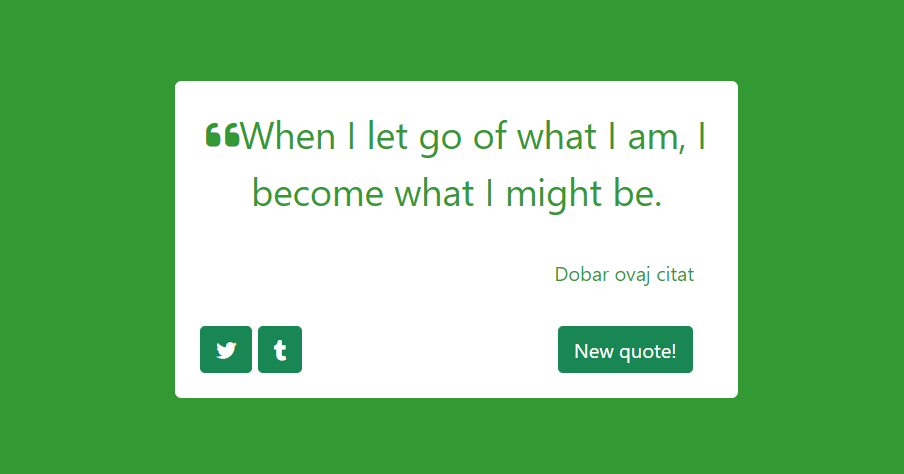 ❝When I let go of what I am, I
become what I might be.
Dobar ovaj citat
New quote!